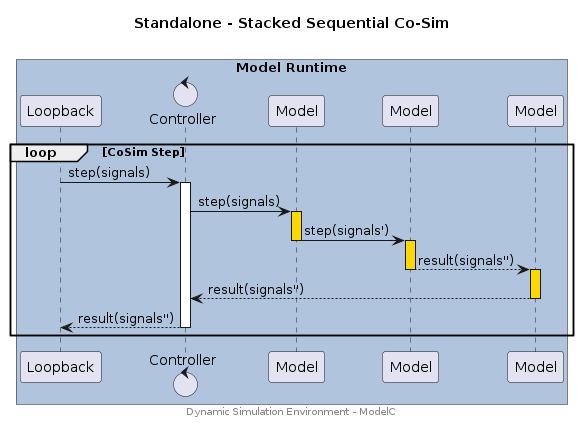 Standalone - Stacked Sequential Co-Sim
Model Runtime
Loopback
Controller
Model
Model
Model
loop
[CoSim Step]
step(signals)
step(signals)
step(signals')
result(signals'')
result(signals'')
result(signals'')
Loopback
Controller
Model
Model
Model
Dynamic Simulation Environment - ModelC